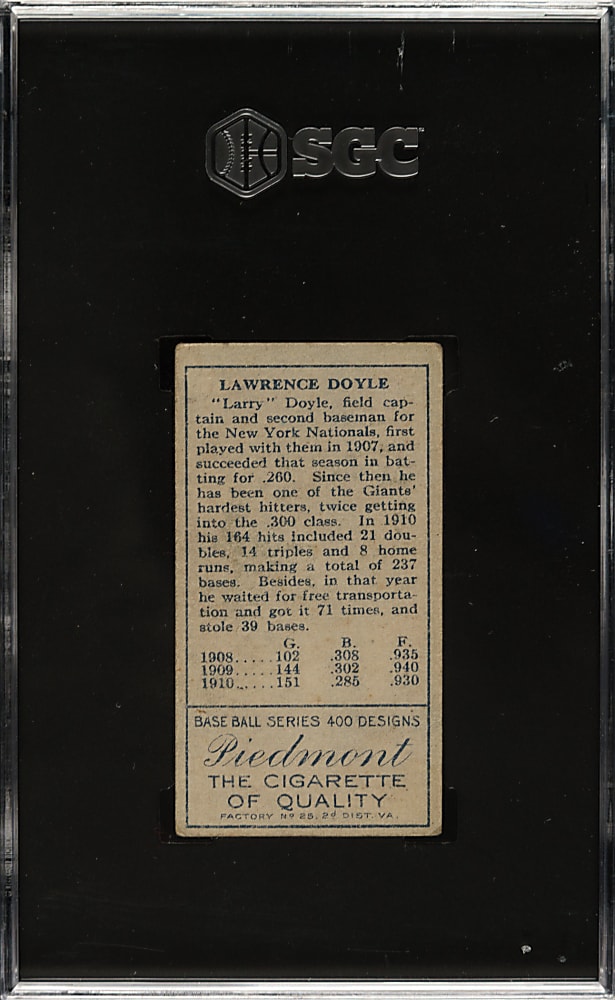 SGC
LAWRENCE DOYLE
"Larry" Doyle, field cap-
tain and second baseman for
the New York Nationals, first
played with them in 1907, and
succeeded that season in bat-
ting for .260. Since then he
has been one of the Giants'
hardest hitters, twice getting
into the .300 class. In 1910
his 164 hits included 21 dou-
bles, 14 triples and 8 home
runs, making a total of 237
bases. Besides, in that year
he waited for free transporta-
tion and got it 71 times, and
stole 39 bases.
G. B. F.
1908.....102 .308 .935
1909.....144 .302 .940
1910.....151 .285 .930
BASE BALL SERIES 400 DESIGNS
Piedmont
THE CIGARETTE
OF QUALITY
FACTORY Nº 25, 2d DIST. VA.